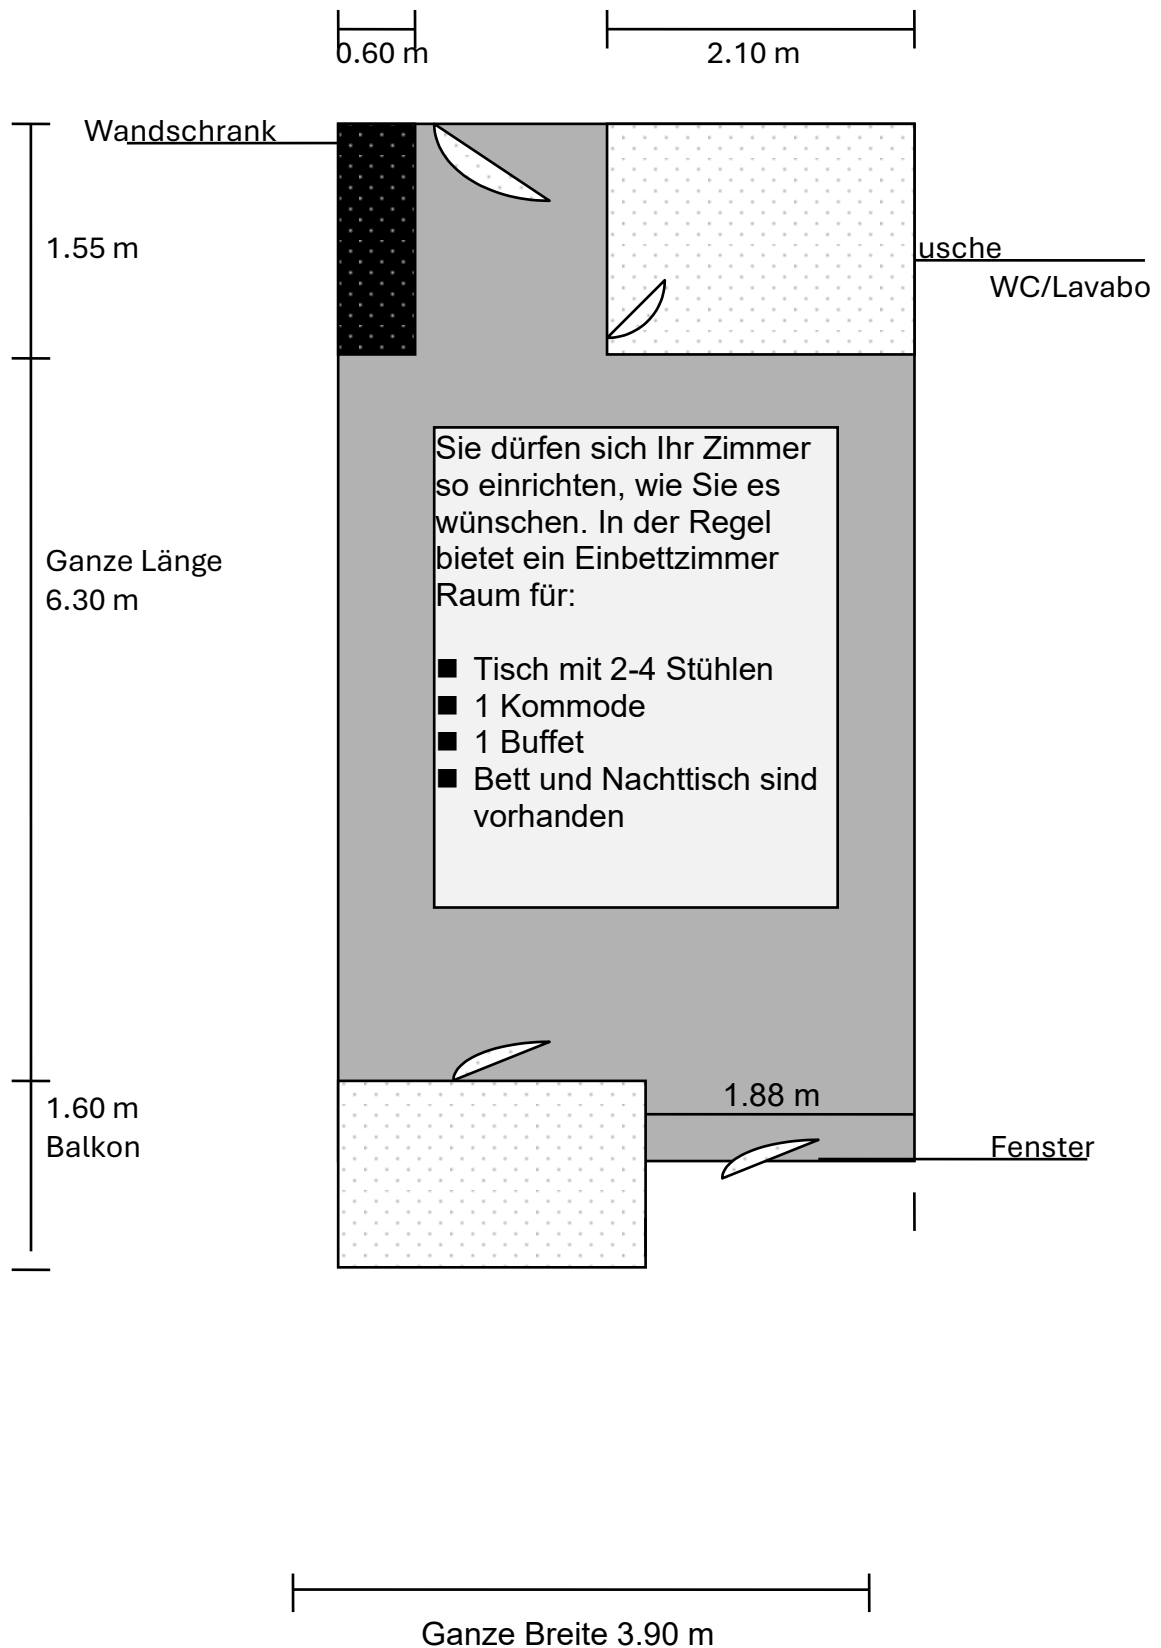 0.60 m
2.10 m
Wandschrank
1.55 m
usche
WC/Lavabo
Sie dürfen sich Ihr Zimmer
so einrichten, wie Sie es
wünschen. In der Regel
bietet ein Einbettzimmer
Raum für:
Ganze Länge
6.30 m
■ Tisch mit 2-4 Stühlen
■ 1 Kommode
■ 1 Buffet
■ Bett und Nachttisch sind
vorhanden
1.88 m
1.60 m
Balkon
Fenster
Ganze Breite 3.90 m